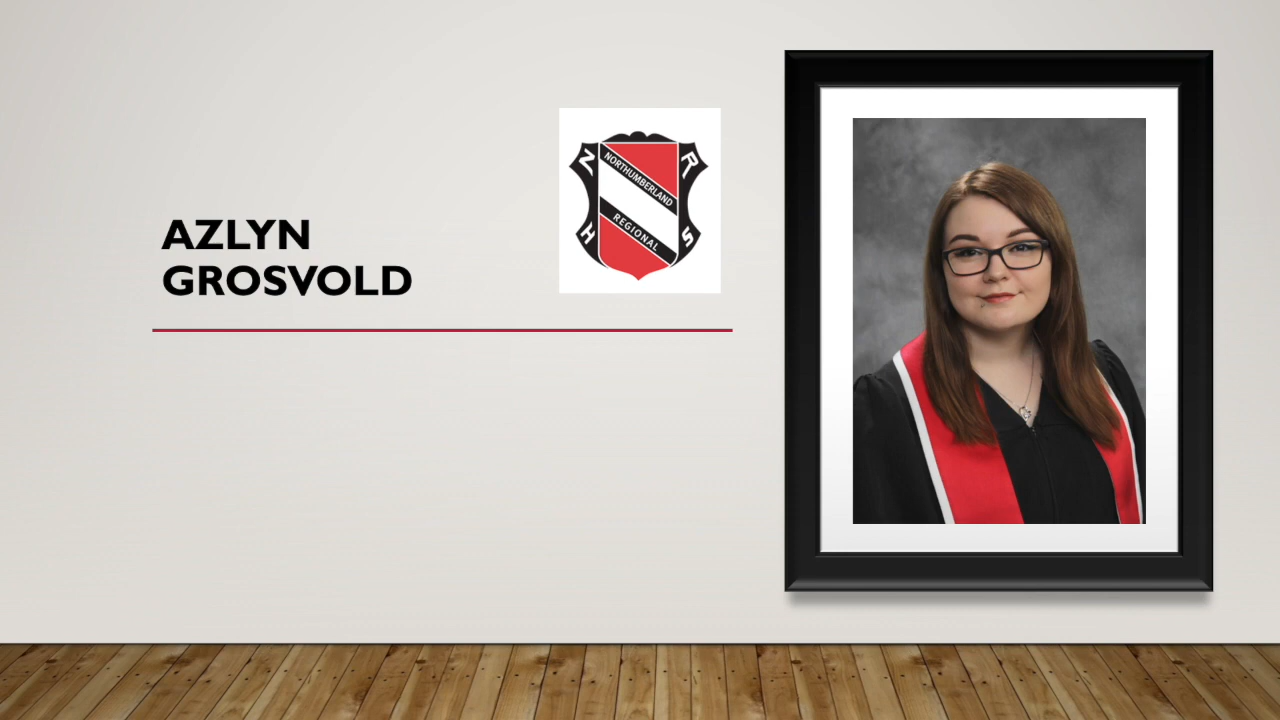 AZLYN
GROSVOLD
N R
NORTHUMBERLAND
REGIONAL
H S